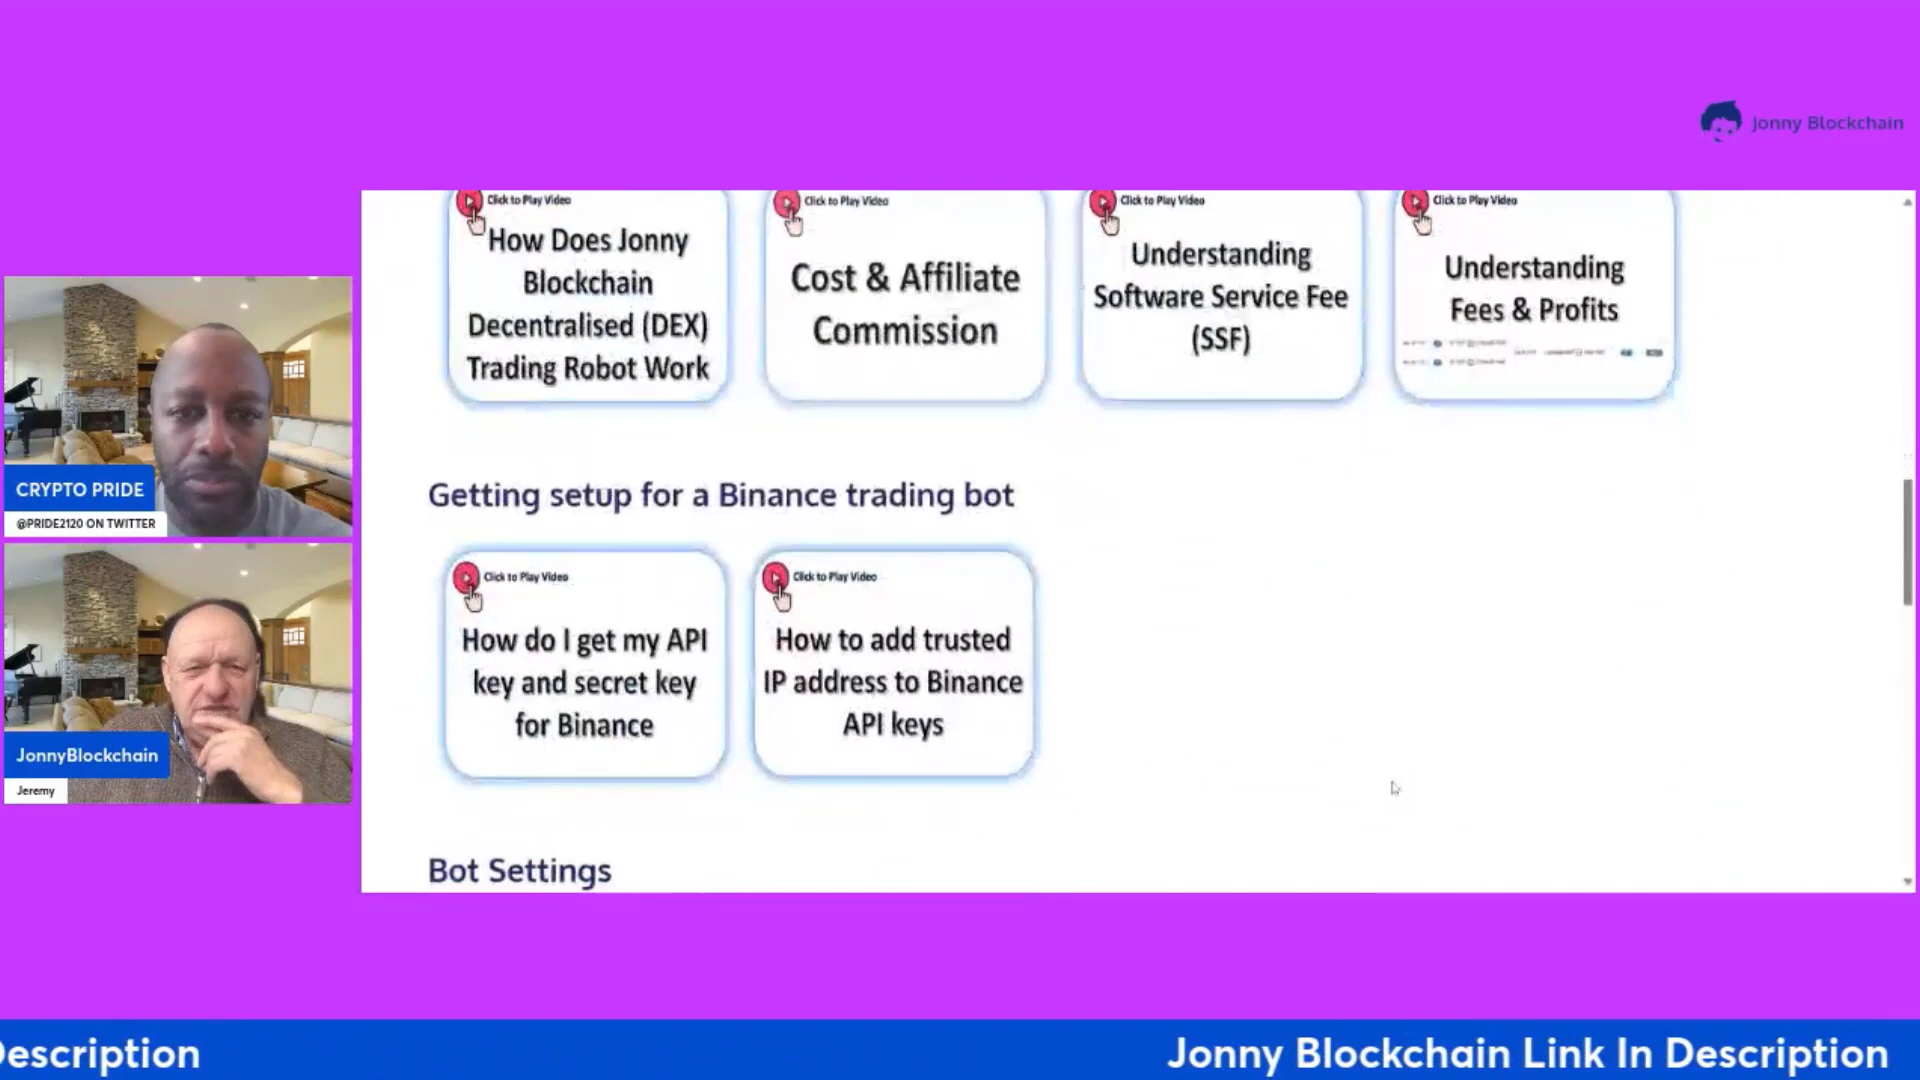 Jonny Blockchain
Click to Play Video
How Does Jonny
Blockchain
Decentralised (DEX)
Trading Robot Work
Click to Play Video
Cost & Affiliate
Commission
Click to Play Video
Understanding
Software Service Fee
(SSF)
Click to Play Video
Understanding
Fees & Profits
Getting setup for a Binance trading bot
Click to Play Video
How do I get my API
key and secret key
for Binance
Click to Play Video
How to add trusted
IP address to Binance
API keys
Bot Settings
CRYPTO PRIDE
@PRIDE2120 ON TWITTER
JonnyBlockchain
Jeremy
Description
Jonny Blockchain Link In Description